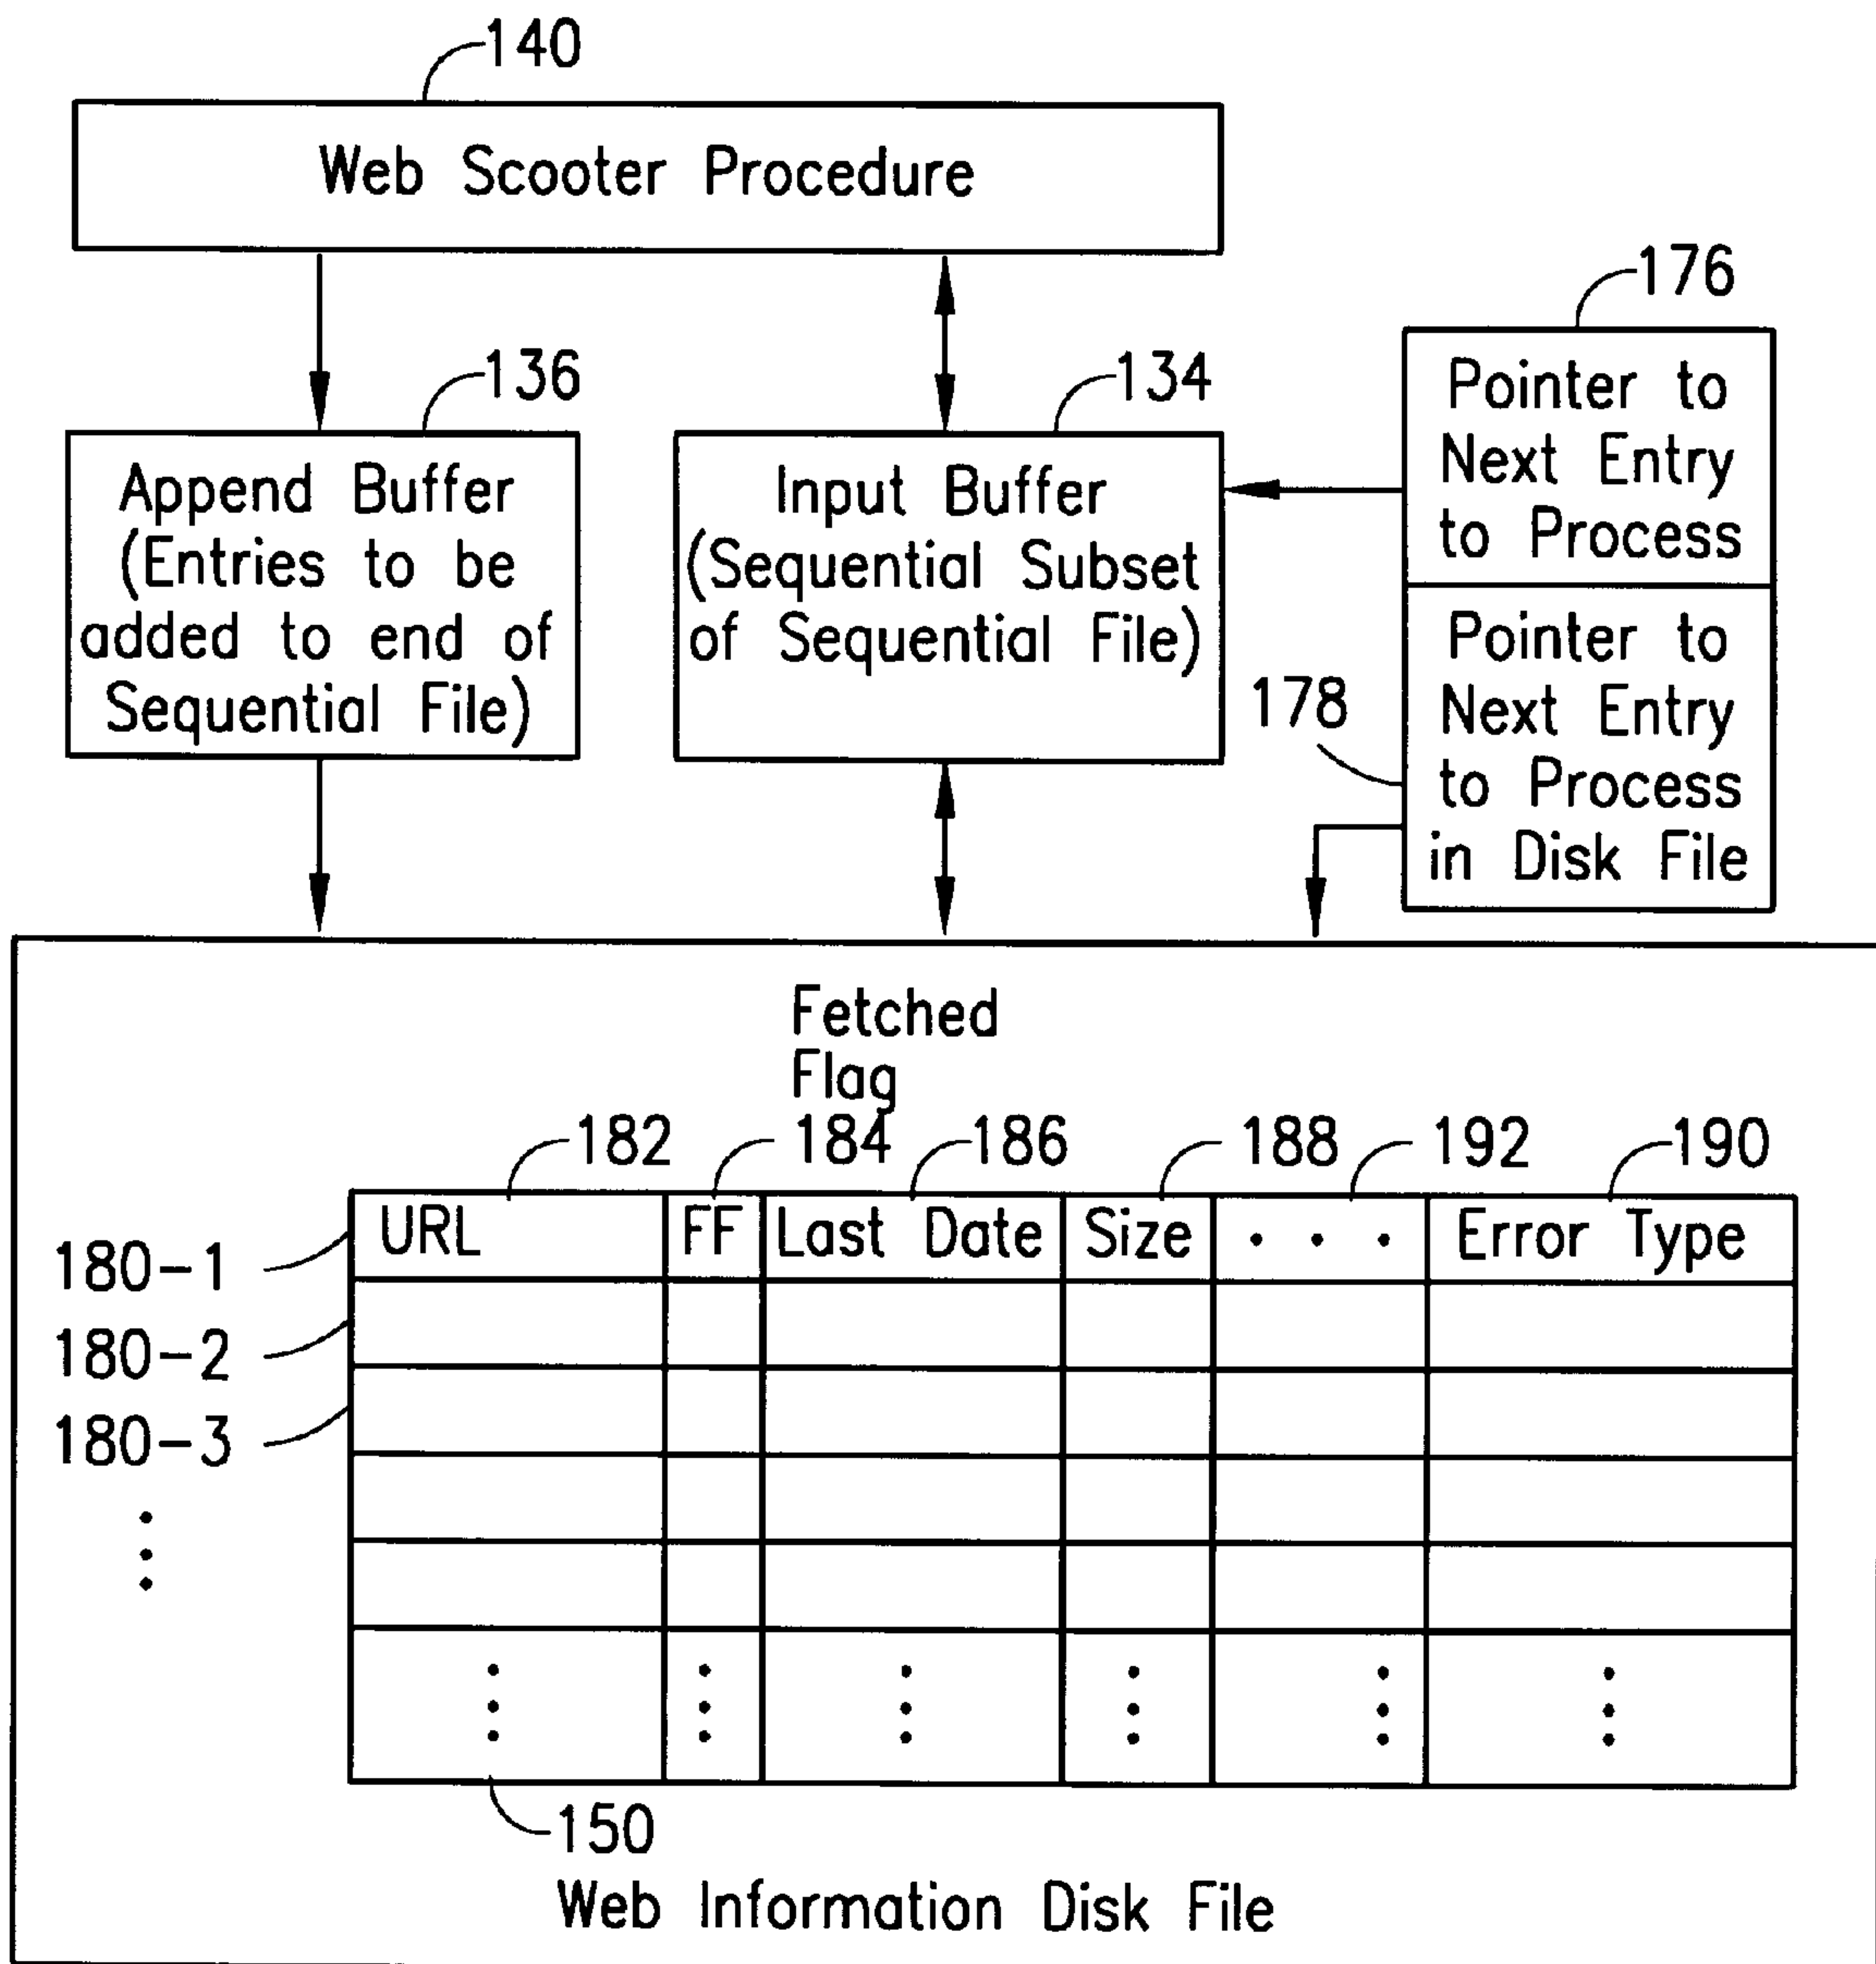 140
Web Scooter Procedure
176
136
134
Append Buffer
(Entries to be
added to end of
Sequential File)
Input Buffer
(Sequential Subset
of Sequential File)
Pointer to
Next Entry
to Process
178
Pointer to
Next Entry
to Process
in Disk File
Fetched
Flag
182 184 186 188 192 190
URL FF Last Date Size . . . Error Type
180-1
180-2
180-3
150
Web Information Disk File